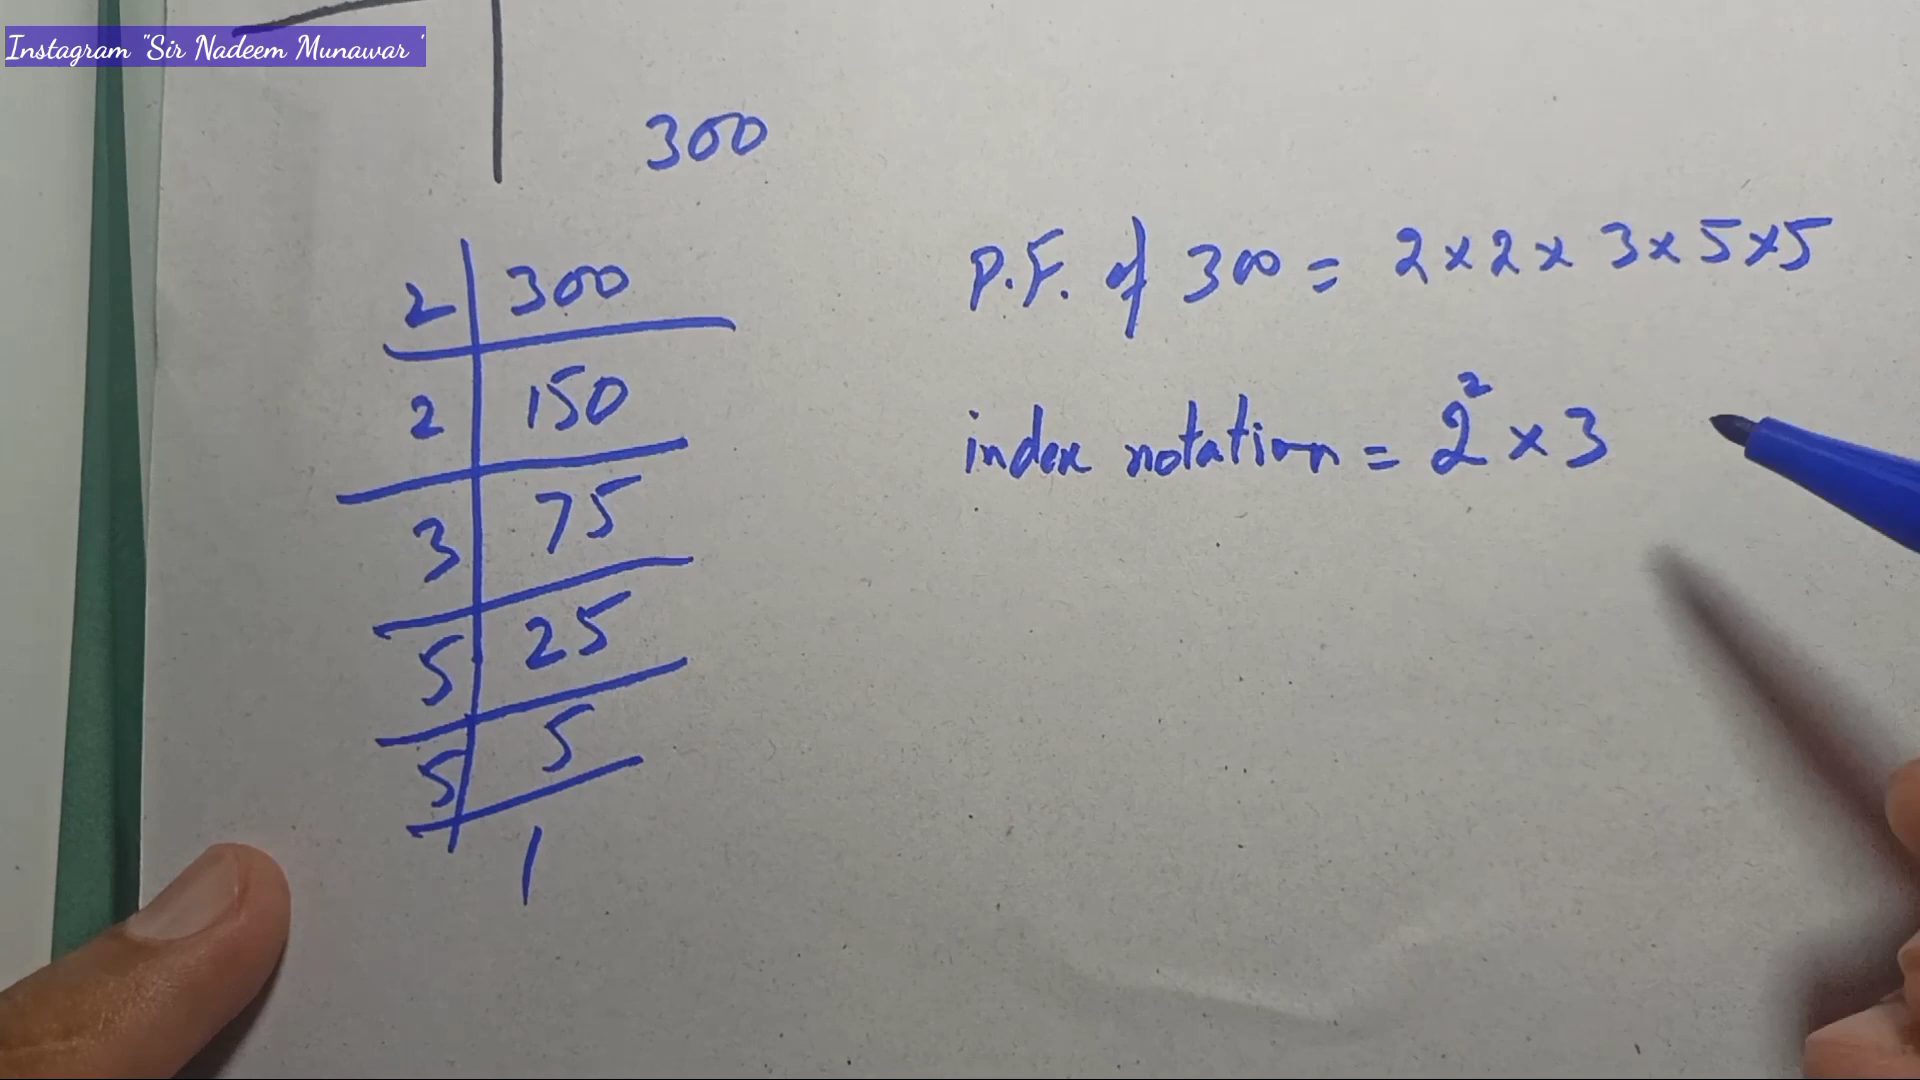 Instagram "Sir Nadeem Munawar '
300
2 | 300
2 | 150
3 | 75
5 | 25
5 | 5
1
P.F. of 300 = 2 × 2 × 3 × 5 × 5
index notation = 2² × 3